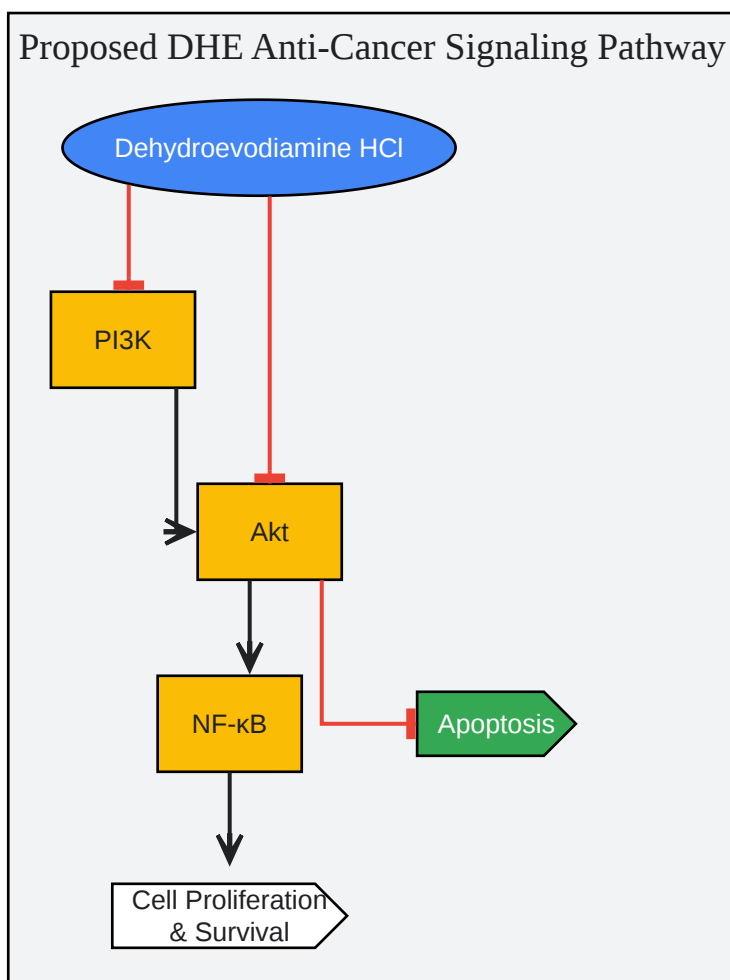 Proposed DHE Anti-Cancer Signaling Pathway
Dehydroevodiamine HCl
PI3K
Akt
NF-κB
Apoptosis
Cell Proliferation
& Survival